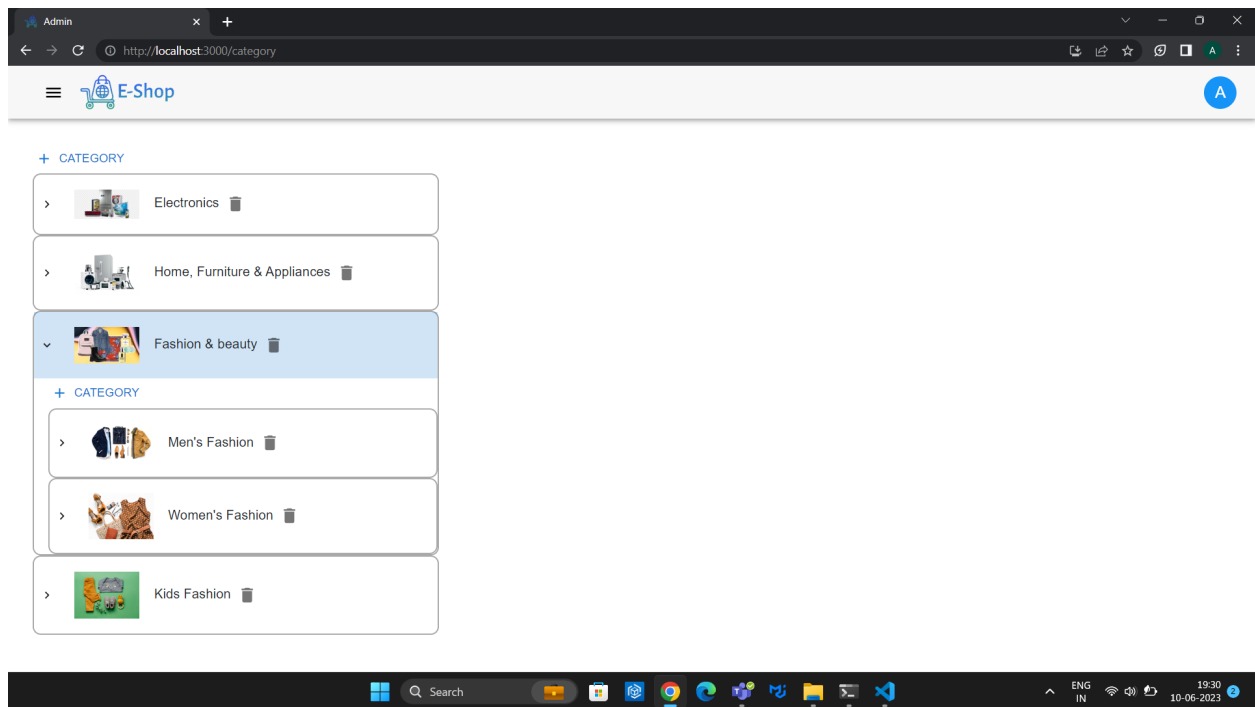 Admin
http://localhost:3000/category
A
E-Shop
A
+ CATEGORY
Electronics
Home, Furniture & Appliances
Fashion & beauty
+ CATEGORY
Men's Fashion
Women's Fashion
Kids Fashion
Search
ENG
IN
19:30
10-06-2023
2